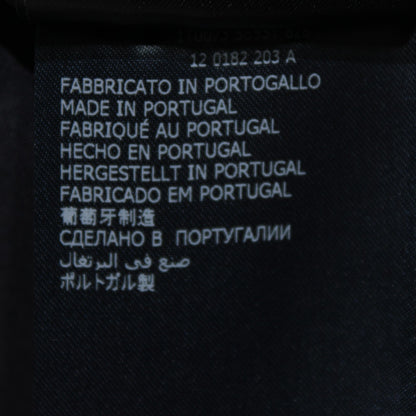 12 0182 203 A
FABBRICATO IN PORTOGALLO
MADE IN PORTUGAL
FABRIQUÉ AU PORTUGAL
HECHO EN PORTUGAL
HERGESTELLT IN PORTUGAL
FABRICADO EM PORTUGAL
葡萄牙制造
СДЕЛАНО В ПОРТУГАЛИИ
صنع في البرتغال
ポルトガル製